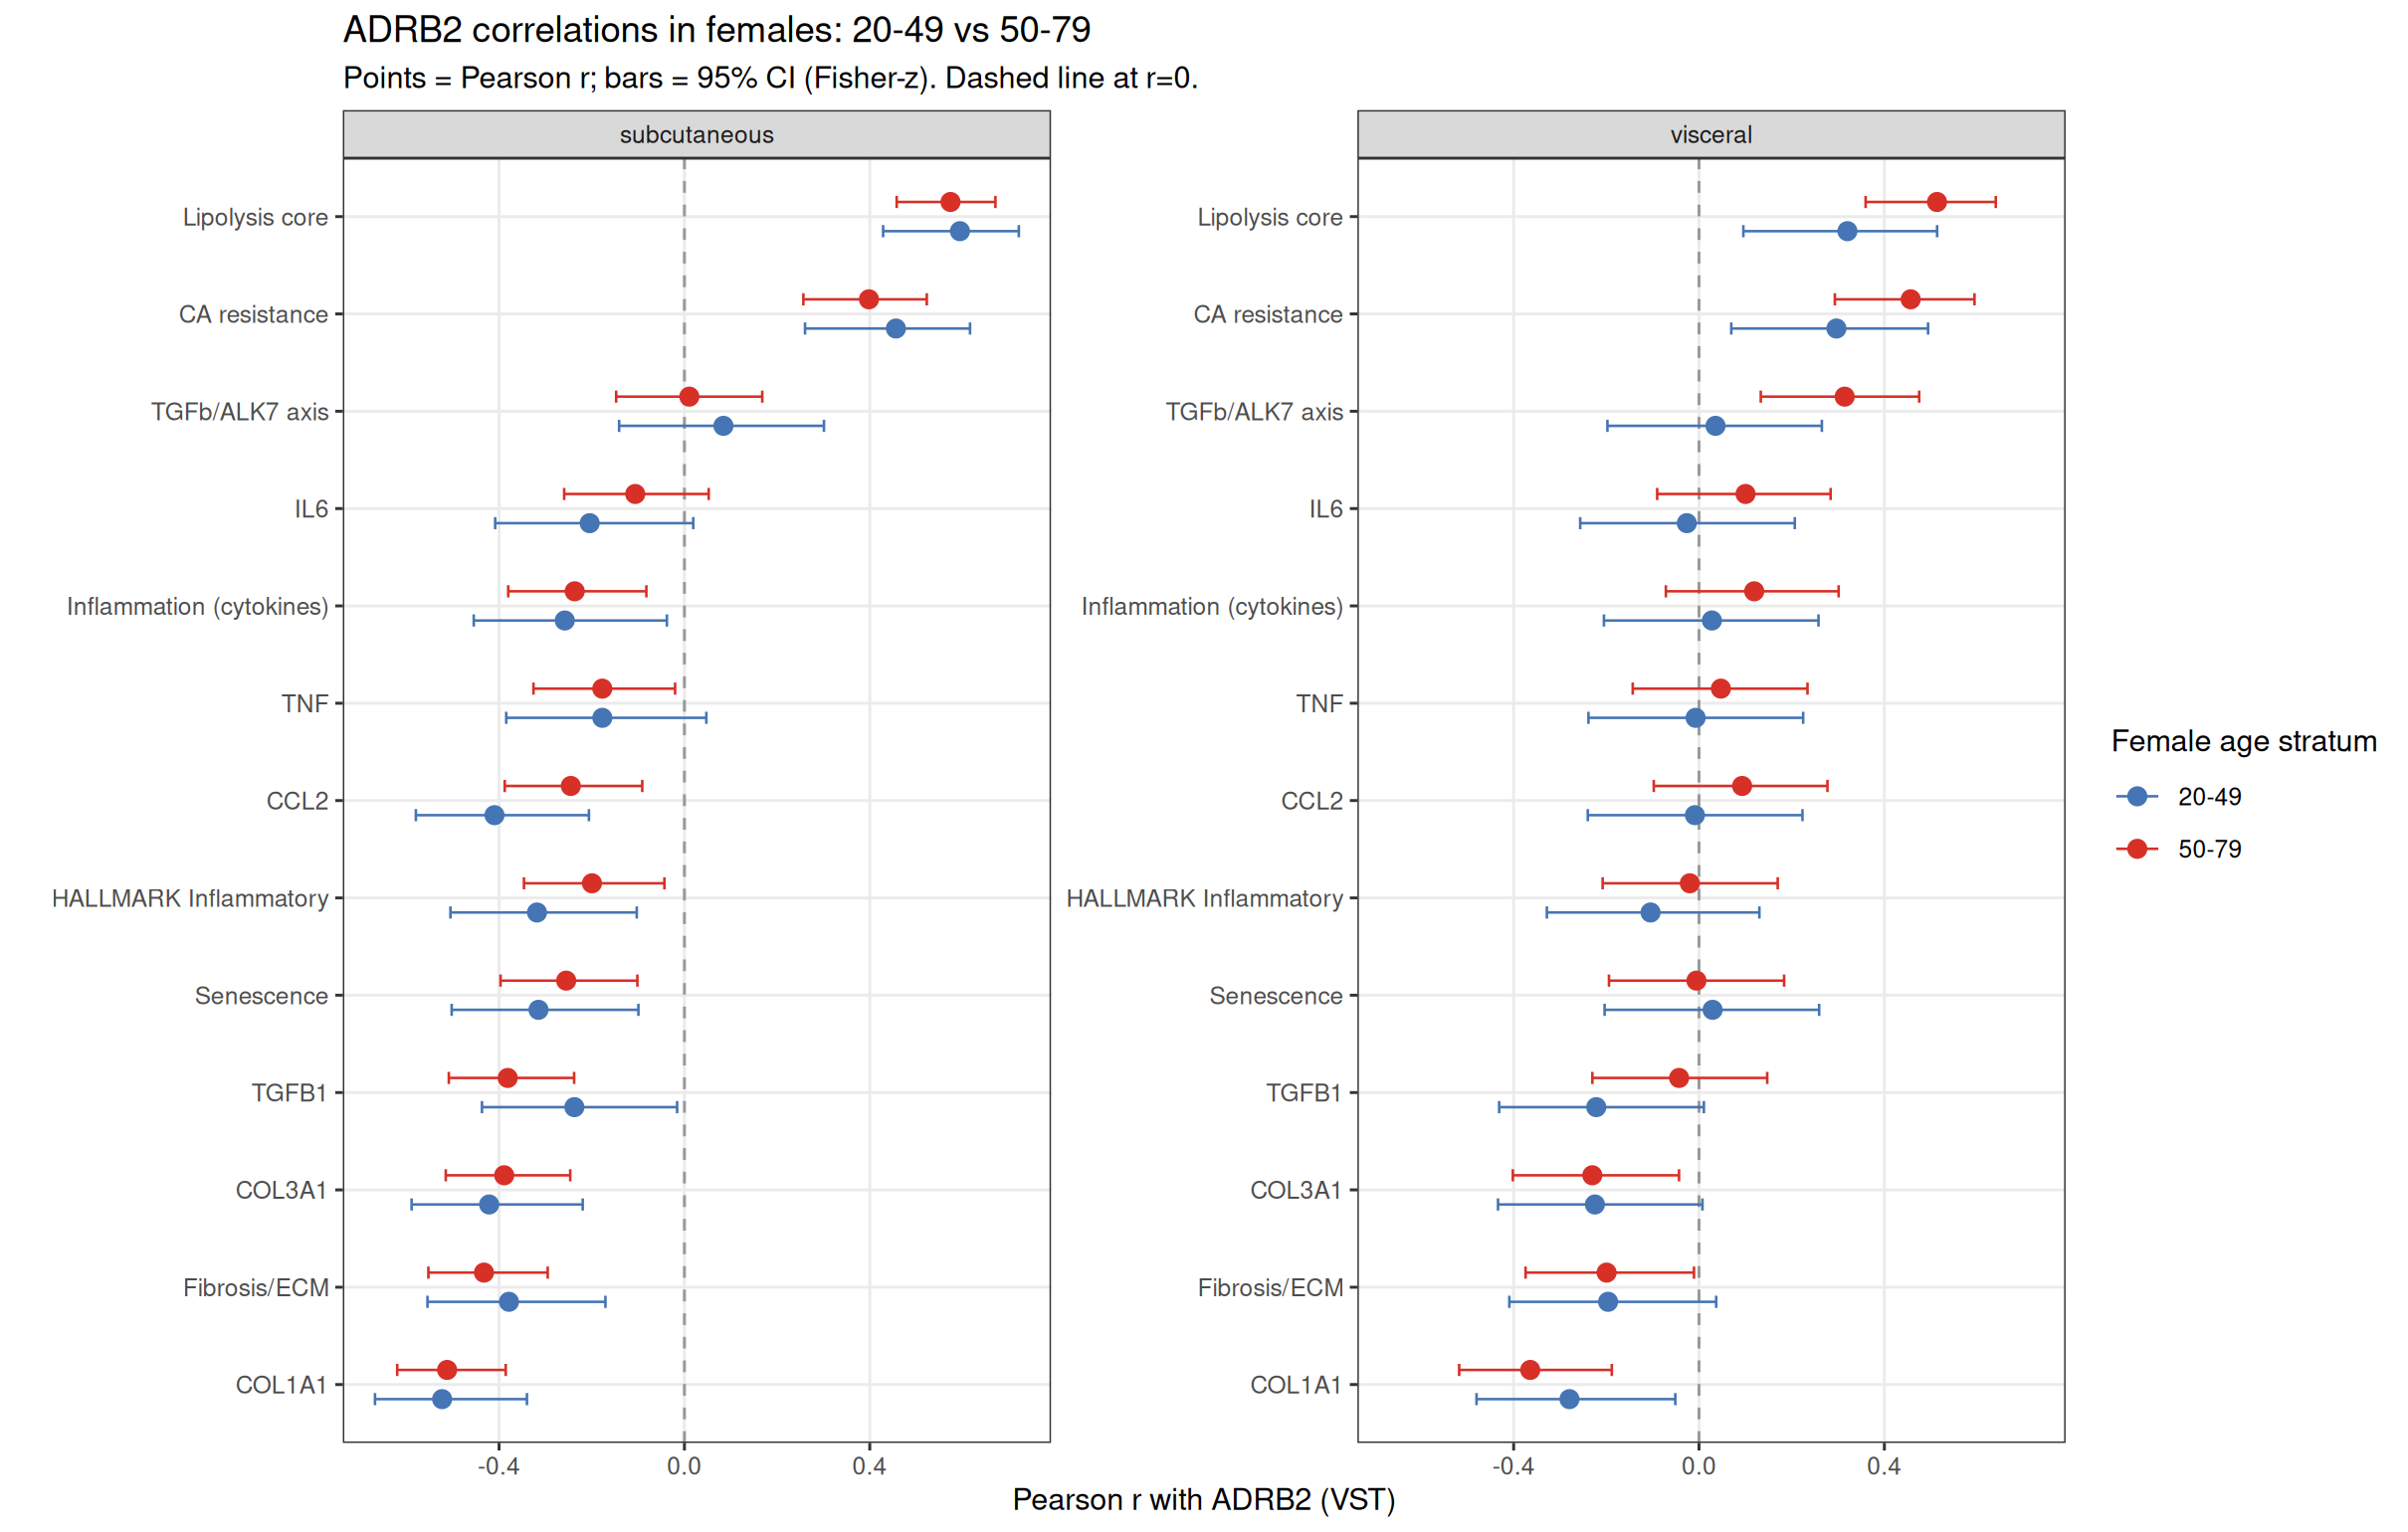 ADRB2 correlations in females: 20-49 vs 50-79
Points = Pearson r; bars = 95% CI (Fisher-z). Dashed line at r=0.
subcutaneous
Lipolysis core
CA resistance
TGFb/ALK7 axis
IL6
Inflammation (cytokines)
TNF
CCL2
HALLMARK Inflammatory
Senescence
TGFB1
COL3A1
Fibrosis/ECM
COL1A1
-0.4
0.0
0.4
visceral
Lipolysis core
CA resistance
TGFb/ALK7 axis
IL6
Inflammation (cytokines)
TNF
CCL2
HALLMARK Inflammatory
Senescence
TGFB1
COL3A1
Fibrosis/ECM
COL1A1
-0.4
0.0
0.4
Pearson r with ADRB2 (VST)
Female age stratum
20-49
50-79